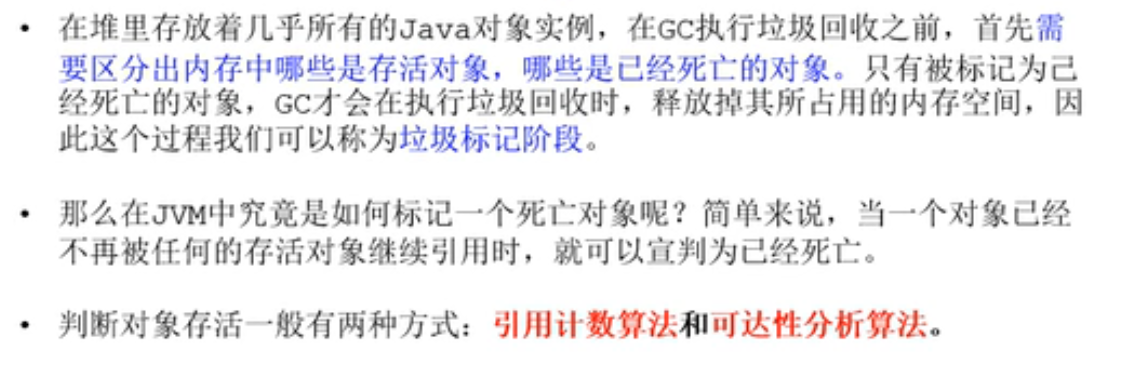 • 在堆里存放着几乎所有的Java对象实例，在GC执行垃圾回收之前，首先需
要区分出内存中哪些是存活对象，哪些是已经死亡的对象。只有被标记为己
经死亡的对象，GC才会在执行垃圾回收时，释放掉其所占用的内存空间，因
此这个过程我们可以称为垃圾标记阶段。
• 那么在JVM中究竟是如何标记一个死亡对象呢？简单来说，当一个对象已经
不再被任何的存活对象继续引用时，就可以宣判为已经死亡。
• 判断对象存活一般有两种方式：引用计数算法和可达性分析算法。